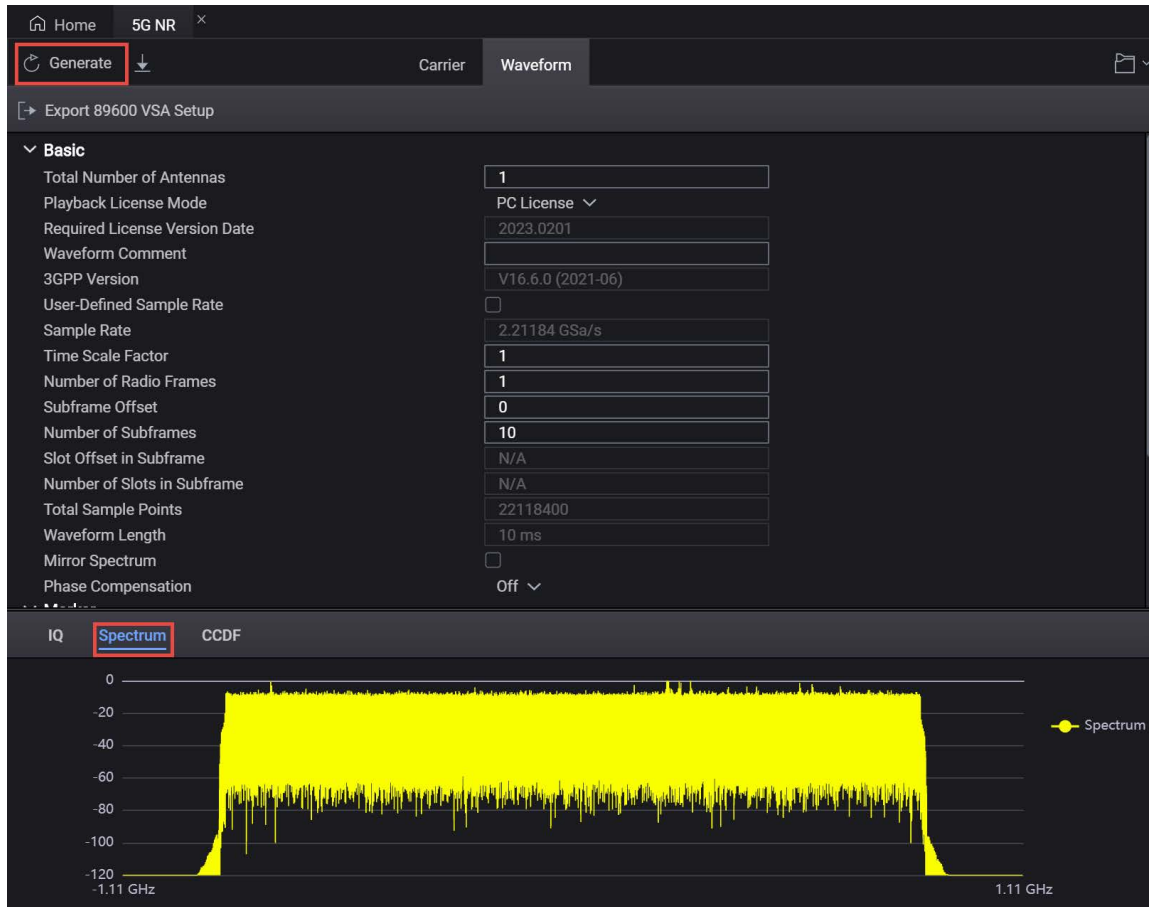 Home 5G NR ×
Generate Carrier Waveform
Export 89600 VSA Setup
Basic
Total Number of Antennas 1
Playback License Mode PC License
Required License Version Date 2023.0201
Waveform Comment
3GPP Version V16.6.0 (2021-06)
User-Defined Sample Rate
Sample Rate 2.21184 GSa/s
Time Scale Factor 1
Number of Radio Frames 1
Subframe Offset 0
Number of Subframes 10
Slot Offset in Subframe N/A
Number of Slots in Subframe N/A
Total Sample Points 22118400
Waveform Length 10 ms
Mirror Spectrum
Phase Compensation Off
IQ Spectrum CCDF
0
-20
Spectrum
-40
-60
-80
-100
-120
-1.11 GHz 1.11 GHz